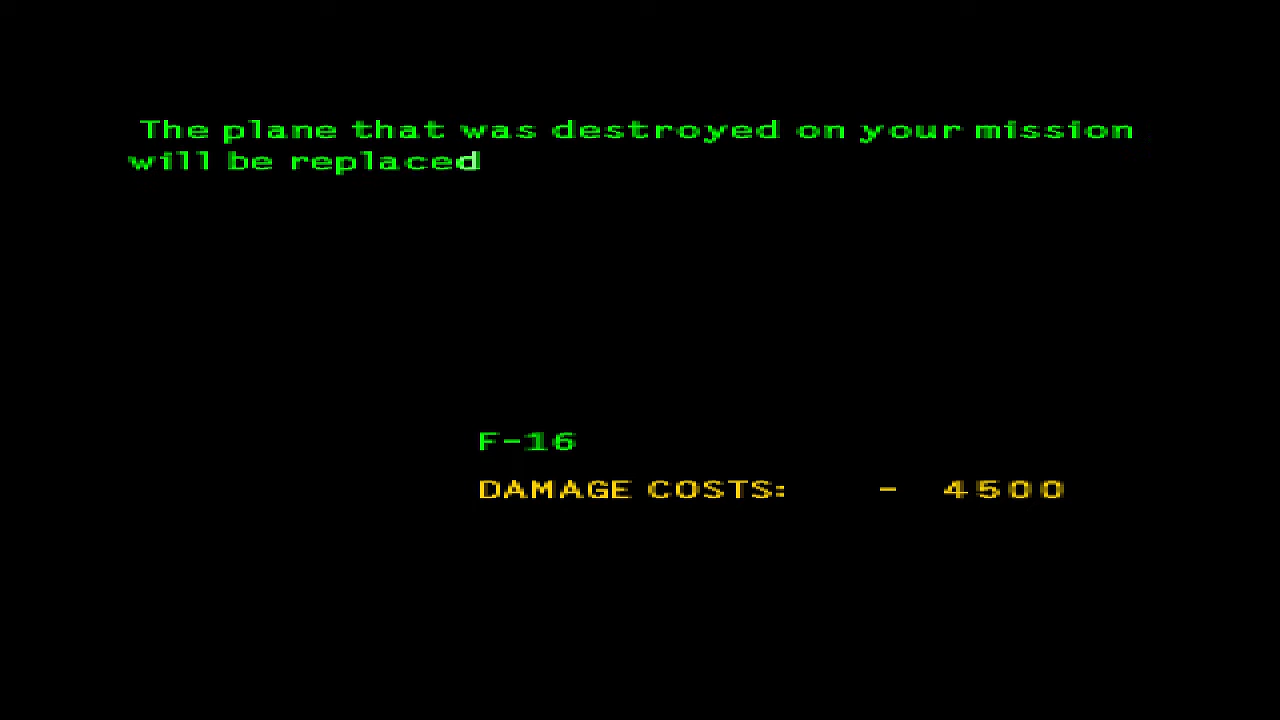 The plane that was destroyed on your mission
will be replaced
F-16
DAMAGE COSTS: - 4500